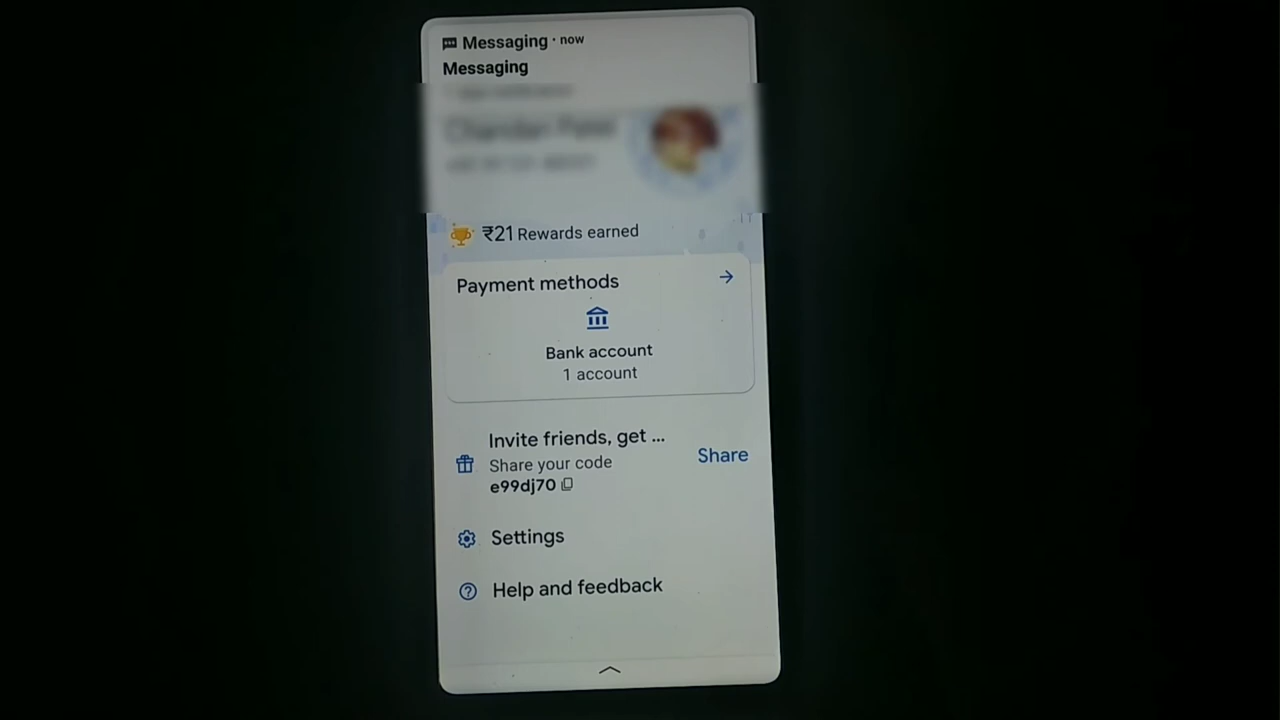 Messaging · now
Messaging
₹21 Rewards earned
Payment methods
Bank account
1 account
Invite friends, get ...
Share your code
e99dj70
Share
Settings
Help and feedback